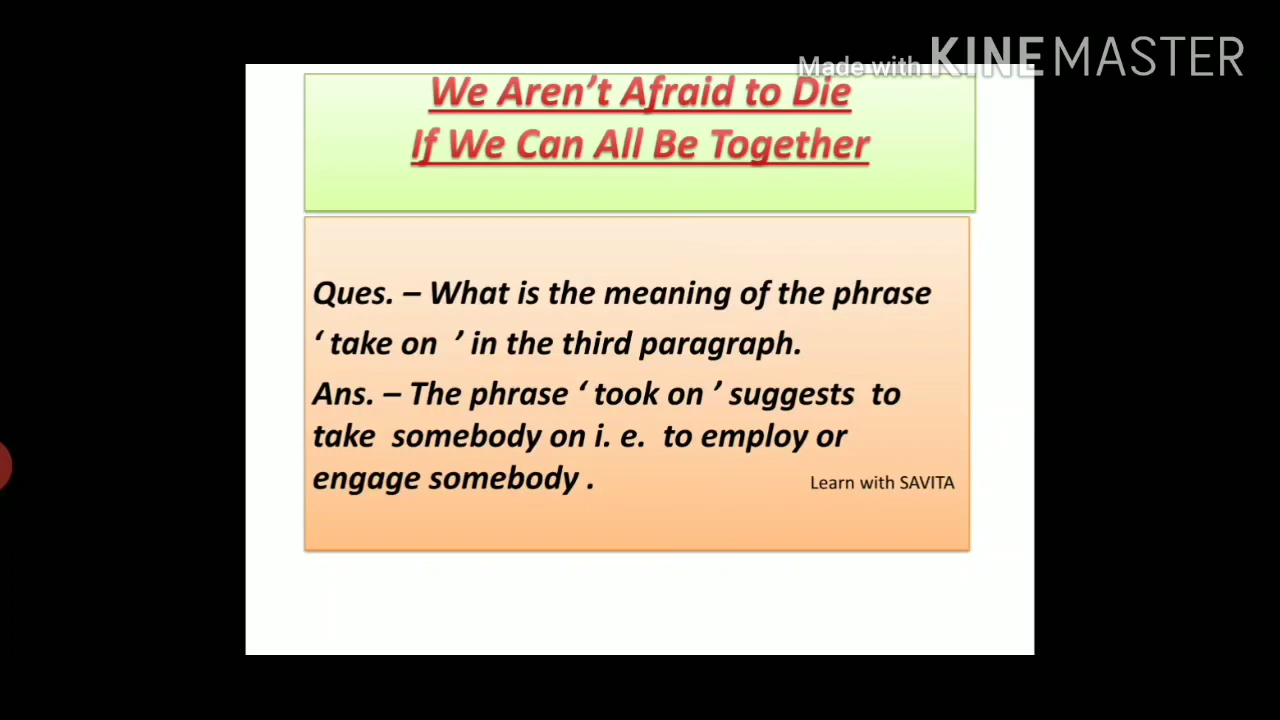 Made with KINEMASTER
We Aren’t Afraid to Die
If We Can All Be Together
Ques. – What is the meaning of the phrase
‘ take on ’ in the third paragraph.
Ans. – The phrase ‘ took on ’ suggests to
take somebody on i. e. to employ or
engage somebody .
Learn with SAVITA